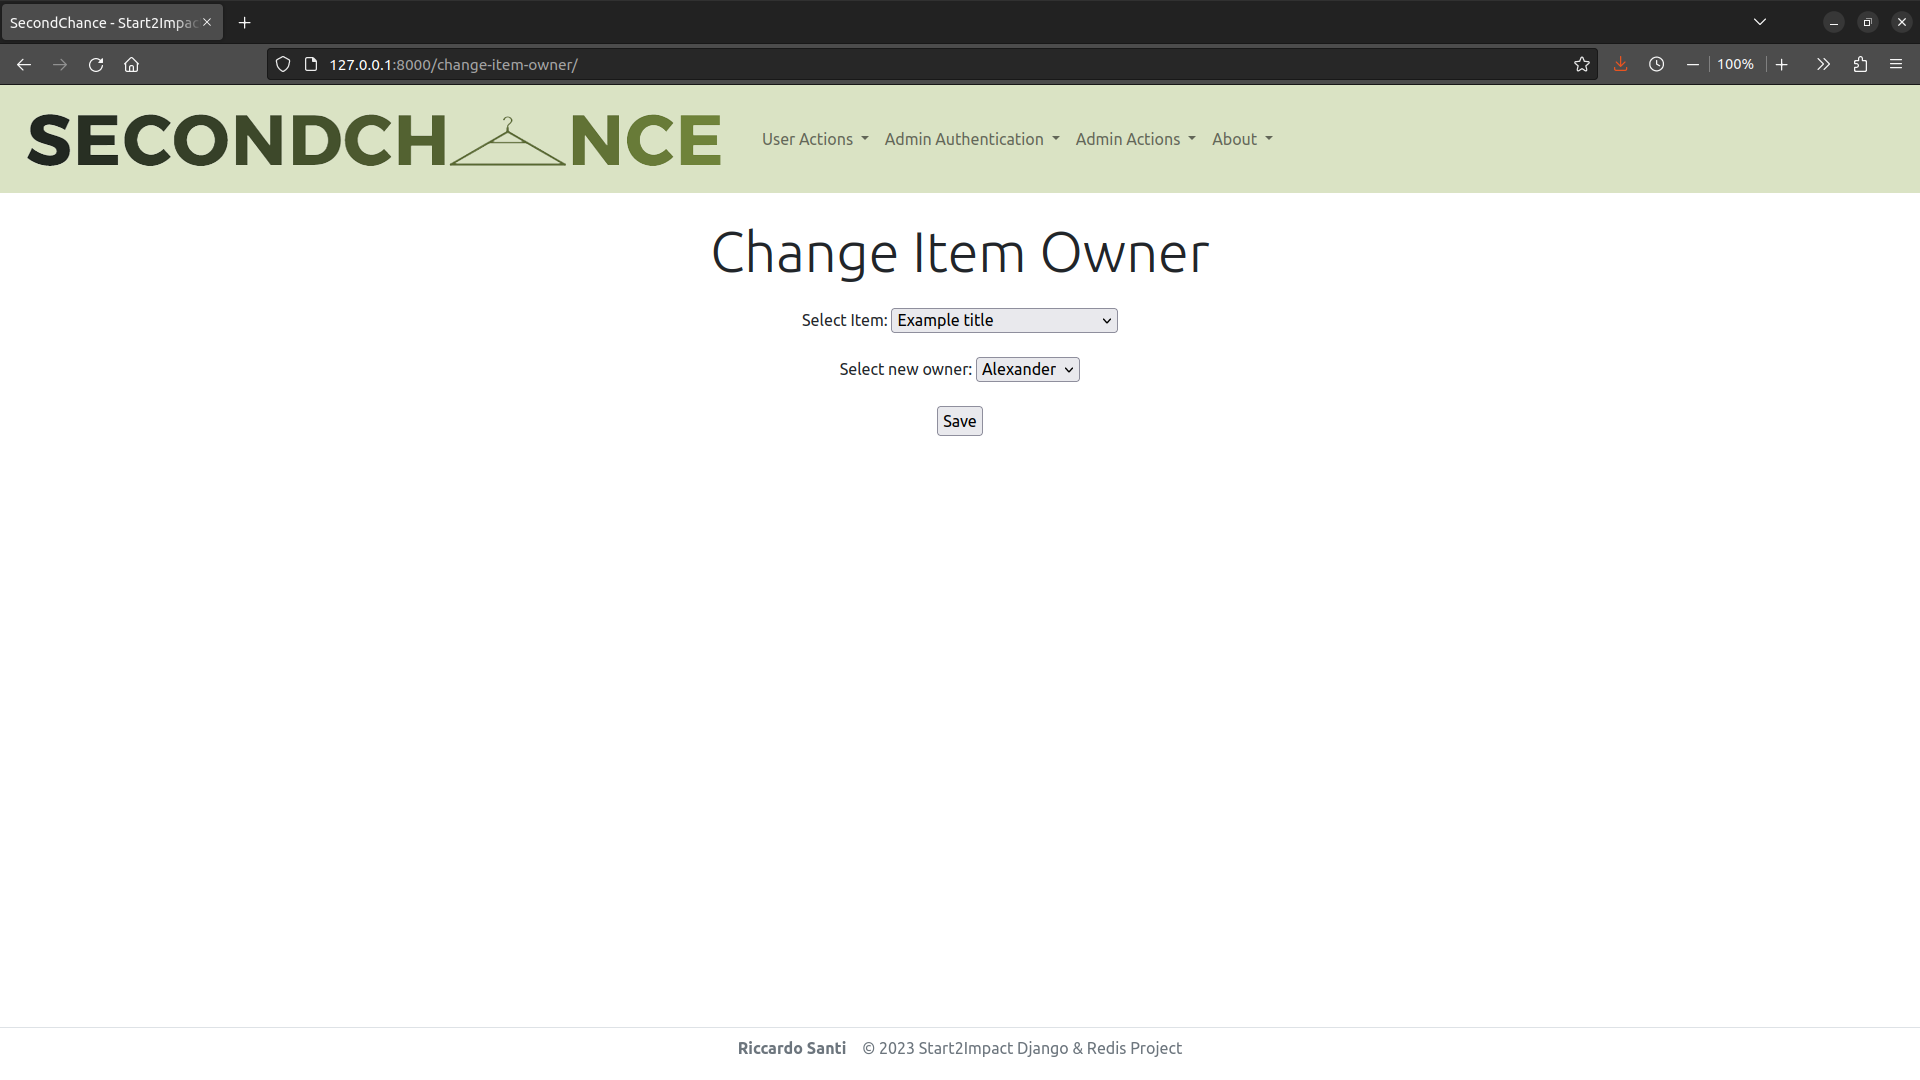 SecondChance - Start2Impac
127.0.0.1:8000/change-item-owner/
100%
SECONDCH NCE
User Actions
Admin Authentication
Admin Actions
About
Change Item Owner
Select Item: Example title
Select new owner: Alexander
Save
Riccardo Santi © 2023 Start2Impact Django & Redis Project